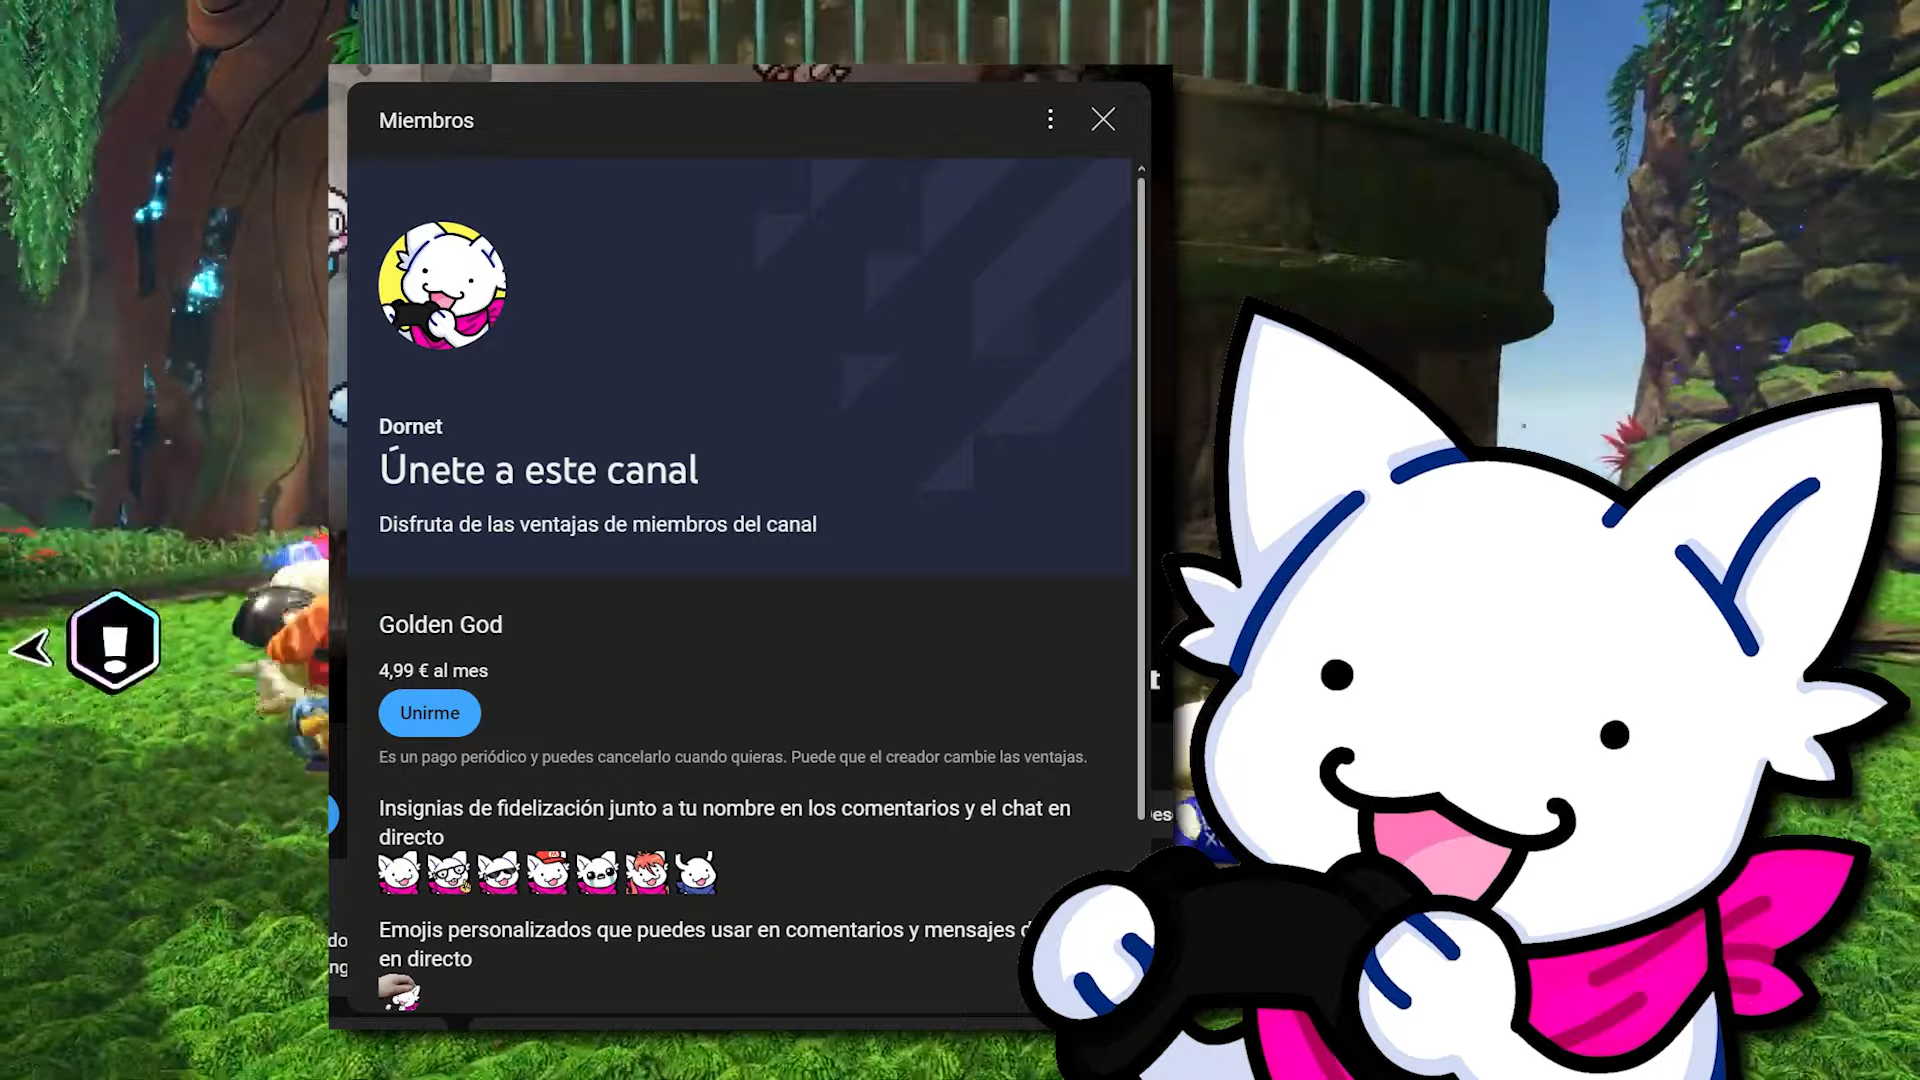 Miembros
Dornet
Únete a este canal
Disfruta de las ventajas de miembros del canal
Golden God
4,99 € al mes
Unirme
Es un pago periódico y puedes cancelarlo cuando quieras. Puede que el creador cambie las ventajas.
Insignias de fidelización junto a tu nombre en los comentarios y el chat en
directo
Emojis personalizados que puedes usar en comentarios y mensajes
en directo
t
es
do
ng